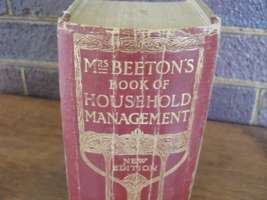 MRS BEETON'S
BOOK OF
HOUSEHOLD
MANAGEMENT
NEW
EDITION